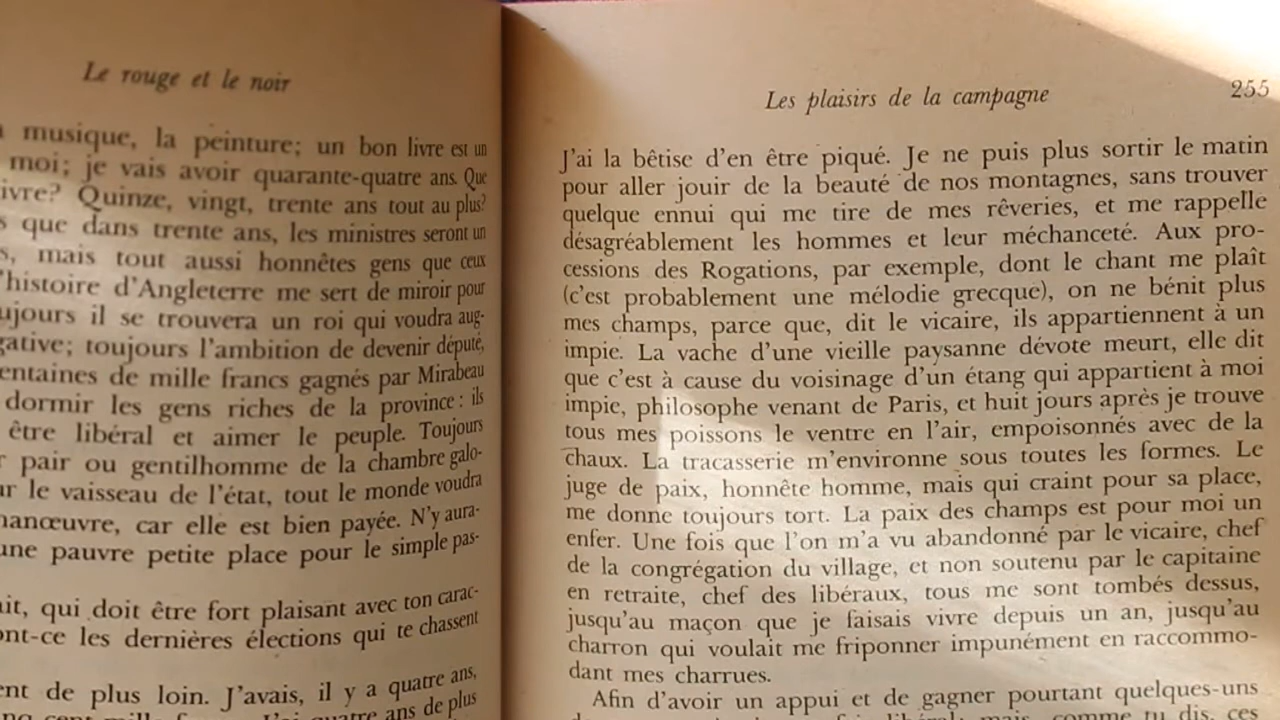 Le rouge et le noir
musique, la peinture; un bon livre est un
moi; je vais avoir quarante-quatre ans. Que
ivre? Quinze, vingt, trente ans tout au plus?
s que dans trente ans, les ministres seront un
s, mais tout aussi honnêtes gens que ceux
'histoire d'Angleterre me sert de miroir pour
ujours il se trouvera un roi qui voudra aug-
gative; toujours l'ambition de devenir député,
entaines de mille francs gagnés par Mirabeau
dormir les gens riches de la province: ils
être libéral et aimer le peuple. Toujours
r pair ou gentilhomme de la chambre galo-
ur le vaisseau de l'état, tout le monde voudra
manœuvre, car elle est bien payée. N'y aura-
une pauvre petite place pour le simple pas-
ait, qui doit être fort plaisant avec ton carac-
ont-ce les dernières élections qui te chassent
ent de plus loin. J'avais, il y a quatre ans,
quatre ans de plus
Les plaisirs de la campagne 255
J'ai la bêtise d'en être piqué. Je ne puis plus sortir le matin
pour aller jouir de la beauté de nos montagnes, sans trouver
quelque ennui qui me tire de mes rêveries, et me rappelle
désagréablement les hommes et leur méchanceté. Aux pro-
cessions des Rogations, par exemple, dont le chant me plaît
(c'est probablement une mélodie grecque), on ne bénit plus
mes champs, parce que, dit le vicaire, ils appartiennent à un
impie. La vache d'une vieille paysanne dévote meurt, elle dit
que c'est à cause du voisinage d'un étang qui appartient à moi
impie, philosophe venant de Paris, et huit jours après je trouve
tous mes poissons le ventre en l'air, empoisonnés avec de la
chaux. La tracasserie m'environne sous toutes les formes. Le
juge de paix, honnête homme, mais qui craint pour sa place,
me donne toujours tort. La paix des champs est pour moi un
enfer. Une fois que l'on m'a vu abandonné par le vicaire, chef
de la congrégation du village, et non soutenu par le capitaine
en retraite, chef des libéraux, tous me sont tombés dessus,
jusqu'au maçon que je faisais vivre depuis un an, jusqu'au
charron qui voulait me friponner impunément en raccommo-
dant mes charrues.
Afin d'avoir un appui et de gagner pourtant quelques-uns
libéral; mais, comme tu dis, ces